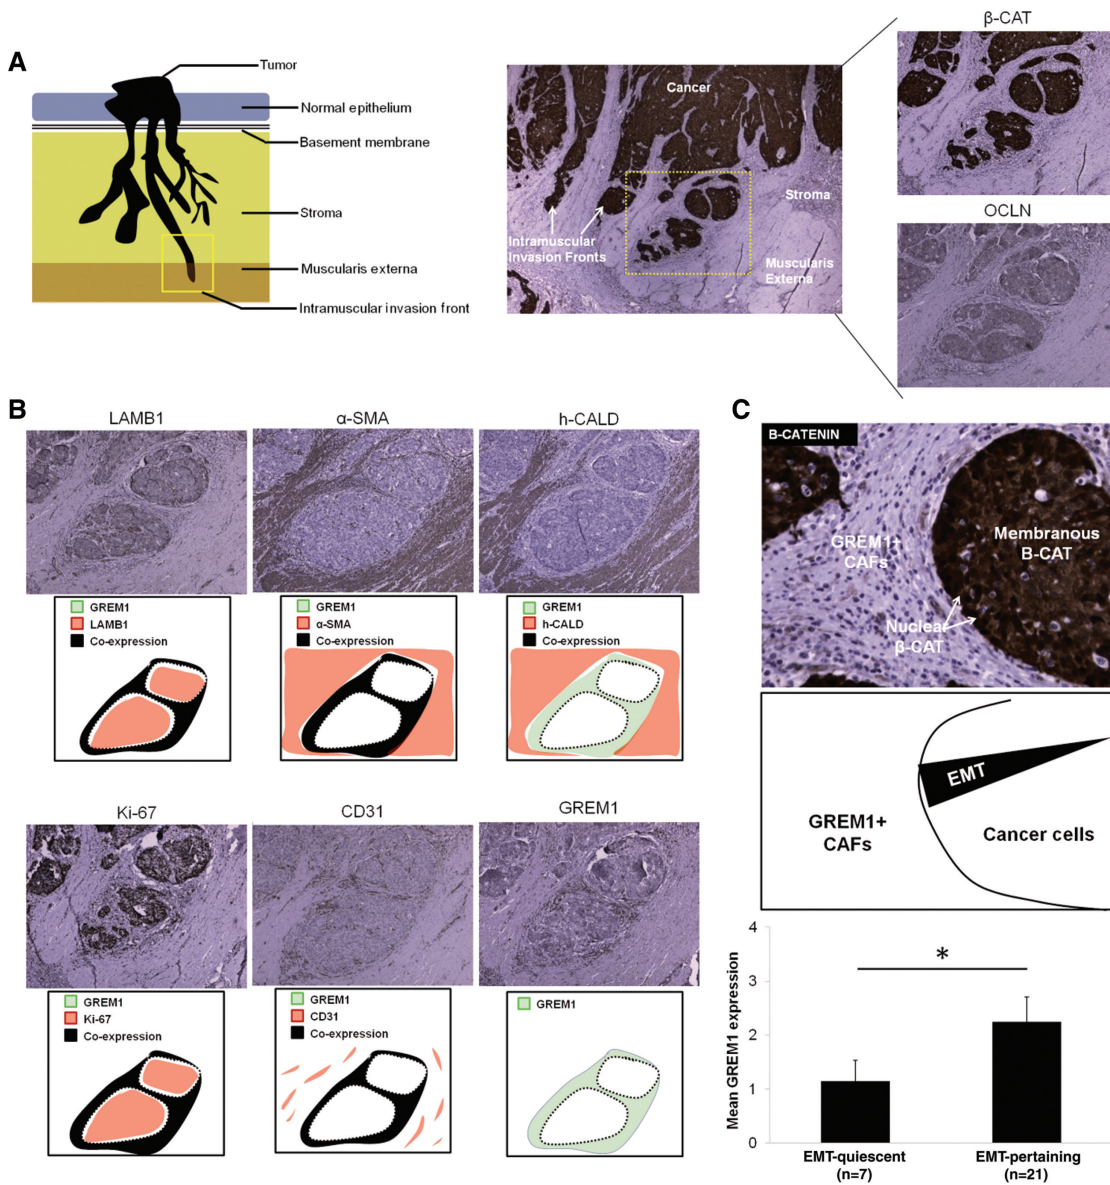 A
Tumor
Normal epithelium
Basement membrane
Stroma
Muscularis externa
Intramuscular invasion front
Cancer
Stroma
Intramuscular
Invasion Fronts
Muscularis
Externa
β-CAT
OCLN
B
LAMB1
α-SMA
h-CALD
GREM1
LAMB1
Co-expression
GREM1
α-SMA
Co-expression
GREM1
h-CALD
Co-expression
Ki-67
CD31
GREM1
GREM1
Ki-67
Co-expression
GREM1
CD31
Co-expression
GREM1
C
B-CATENIN
GREM1+
CAFs
Membranous
B-CAT
Nuclear
β-CAT
EMT
GREM1+
CAFs
Cancer cells
Mean GREM1 expression
4
3
2
1
0
*
EMT-quiescent
(n=7)
EMT-pertaining
(n=21)